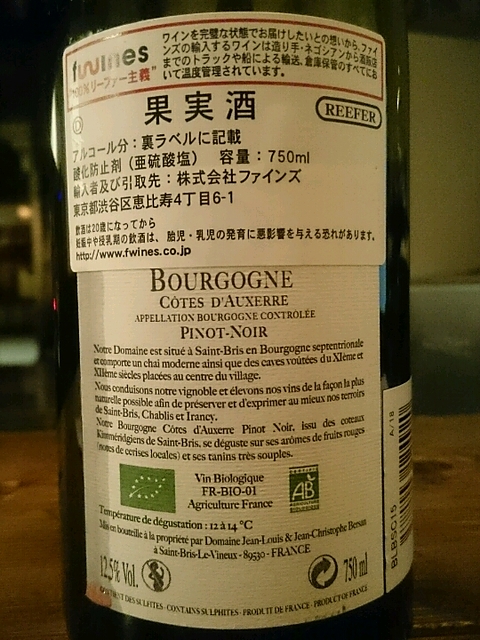 fwines
"100%リーファー主義"
ワインを完璧な状態でお届けしたいとの想いから、ファイ
ンズの輸入するワインは造り手・ネゴシアンから酒販店
までのトラックや船による輸送、倉庫保管のすべてにお
いて温度管理されています。
果実酒
REEFER
アルコール分：裏ラベルに記載
酸化防止剤（亜硫酸塩） 容量：750ml
輸入者及び引取先：株式会社ファインズ
東京都渋谷区恵比寿4丁目6-1
飲酒は20歳になってから
妊娠中や授乳期の飲酒は、胎児・乳児の発育に悪影響を与える恐れがあります。
http://www.fwines.co.jp
BOURGOGNE
CÔTES D'AUXERRE
APPELLATION BOURGOGNE CONTRÔLÉE
PINOT-NOIR
Notre Domaine est situé à Saint-Bris en Bourgogne septentrionale
et comporte un chai moderne ainsi que des caves voûtées du XIème et
XIIème siècles placées au centre du village.
Nous conduisons notre vignoble et élevons nos vins de la façon la plus
naturelle possible afin de préserver et d'exprimer au mieux nos terroirs
de Saint-Bris, Chablis et Irancy.
Notre Bourgogne Côtes d'Auxerre Pinot Noir, issu des coteaux
Kimméridgiens de Saint-Bris, se déguste sur ses arômes de fruits rouges
(notes de cerises locales) et ses tanins très souples.
Vin Biologique
FR-BIO-01
Agriculture France
AB
Température de dégustation : 12 à 14 °C
Mis en bouteille à la propriété par Domaine Jean-Louis & Jean-Christophe Bersan
à Saint-Bris-Le-Vineux - 89530 - FRANCE
12,5% Vol.
750 ml
CONTIENT DES SULFITES - CONTAINS SULPHITES - PRODUIT DE FRANCE - PRODUCT OF FRANCE
A/18
BLBSC15